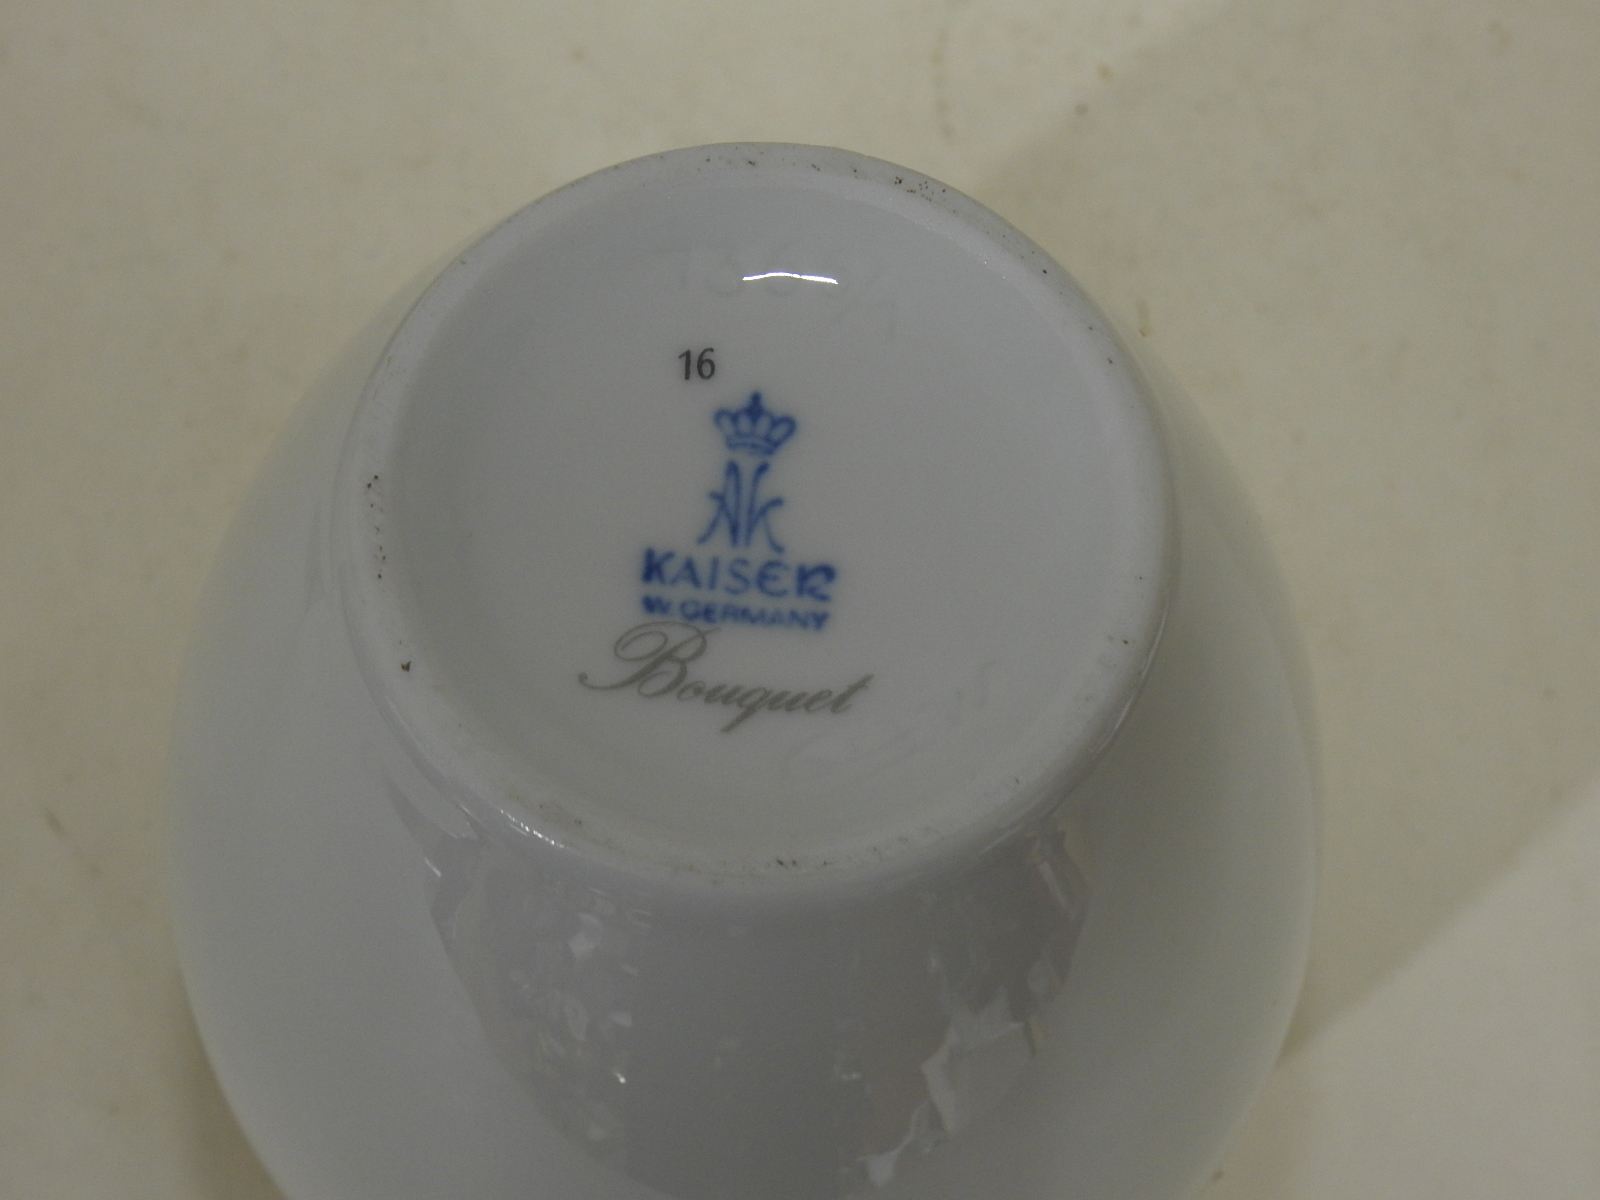 16
AK
KAISER
W. GERMANY
Bouquet